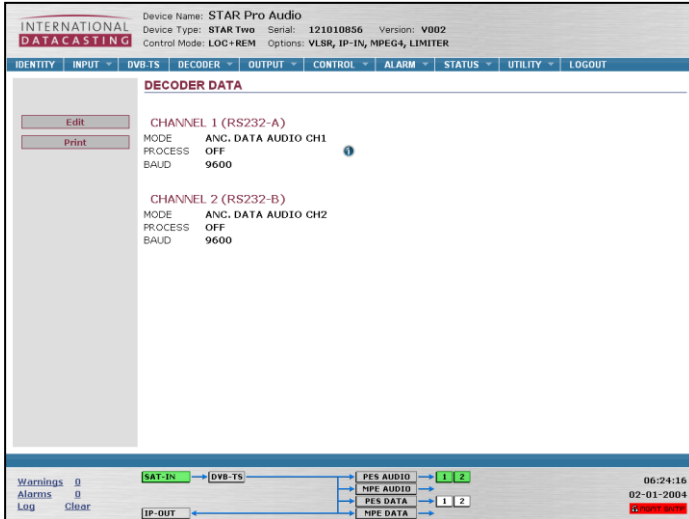 INTERNATIONAL
DATACASTING
Device Name: STAR Pro Audio
Device Type: STAR Two Serial: 121010856 Version: V002
Control Mode: LOC+REM Options: VLSR, IP-IN, MPEG4, LIMITER
IDENTITY INPUT DVB-TS DECODER OUTPUT CONTROL ALARM STATUS UTILITY LOGOUT
DECODER DATA
Edit
Print
CHANNEL 1 (RS232-A)
MODE ANC. DATA AUDIO CH1
PROCESS OFF
BAUD 9600
CHANNEL 2 (RS232-B)
MODE ANC. DATA AUDIO CH2
PROCESS OFF
BAUD 9600
Warnings 0
Alarms 0
Log Clear
SAT-IN DVB-TS PES AUDIO 1 2
MPE AUDIO
PES DATA 1 2
IP-OUT MPE DATA
06:24:16
02-01-2004